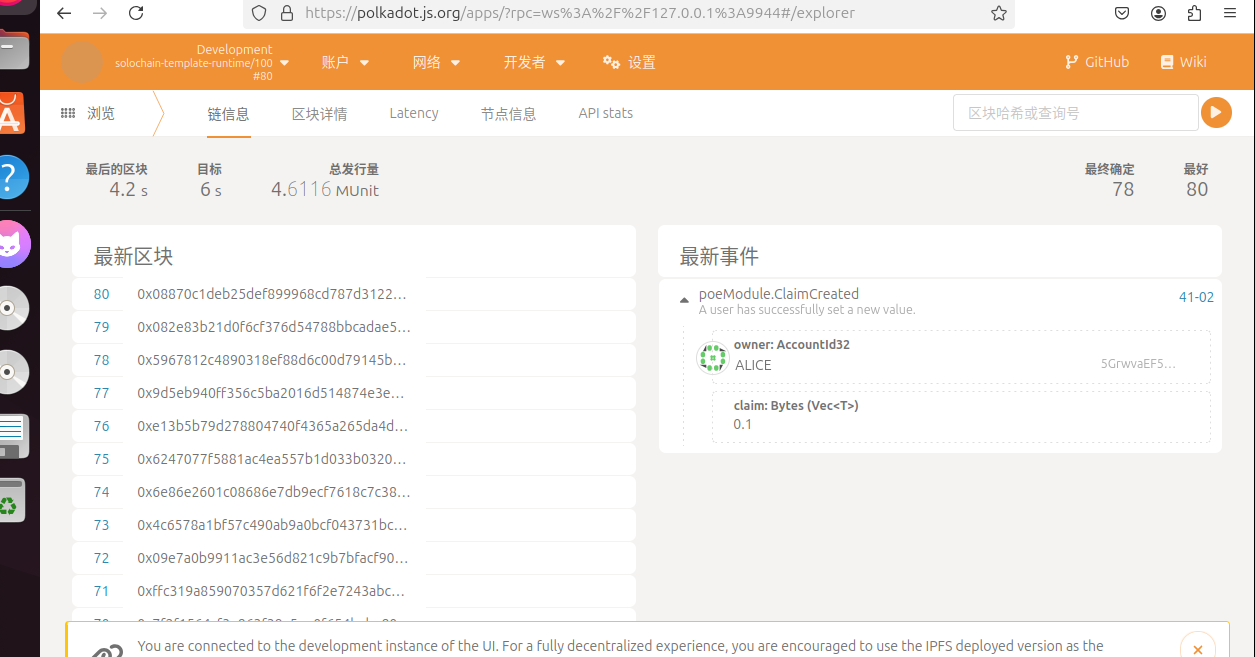 https://polkadot.js.org/apps/?rpc=ws%3A%2F%2F127.0.0.1%3A9944#/explorer
Development
solochain-template-runtime/100
#80
账户
网络
开发者
设置
GitHub
Wiki
浏览
链信息
区块详情
Latency
节点信息
API stats
区块哈希或查询号
最后的区块
4.2 s
目标
6 s
总发行量
4.6116 MUnit
最终确定
78
最好
80
最新区块
80 0x08870c1deb25def899968cd787d3122…
79 0x082e83b21d0f6cf376d54788bbcadae5…
78 0x5967812c4890318ef88d6c00d79145b…
77 0x9d5eb940ff356c5ba2016d514874e3e…
76 0xe13b5b79d278804740f4365a265da4d…
75 0x6247077f5881ac4ea557b1d033b0320…
74 0x6e86e2601c08686e7db9ecf7618c7c38…
73 0x4c6578a1bf57c490ab9a0bcf043731bc…
72 0x09e7a0b9911ac3e56d821c9b7bfacf90…
71 0xffc319a859070357d621f6f2e7243abc…
最新事件
poeModule.ClaimCreated
41-02
A user has successfully set a new value.
owner: AccountId32
ALICE
5GrwvaEF5…
claim: Bytes (Vec<T>)
0.1
You are connected to the development instance of the UI. For a fully decentralized experience, you are encouraged to use the IPFS deployed version as the